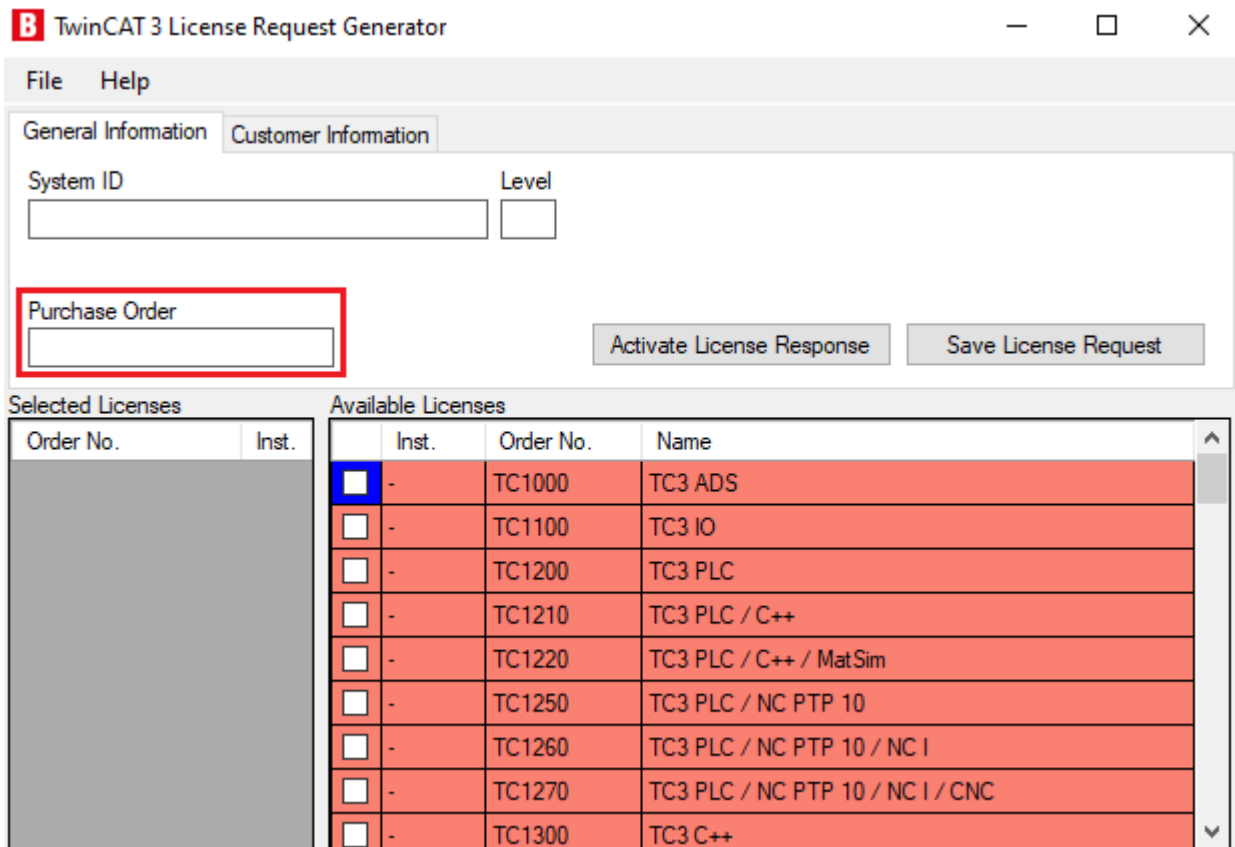 B TwinCAT 3 License Request Generator
File Help
General Information Customer Information
System ID Level
Purchase Order
Activate License Response Save License Request
Selected Licenses Available Licenses
Order No. Inst. Inst. Order No. Name
- TC1000 TC3 ADS
- TC1100 TC3 IO
- TC1200 TC3 PLC
- TC1210 TC3 PLC / C++
- TC1220 TC3 PLC / C++ / MatSim
- TC1250 TC3 PLC / NC PTP 10
- TC1260 TC3 PLC / NC PTP 10 / NC I
- TC1270 TC3 PLC / NC PTP 10 / NC I / CNC
- TC1300 TC3 C++